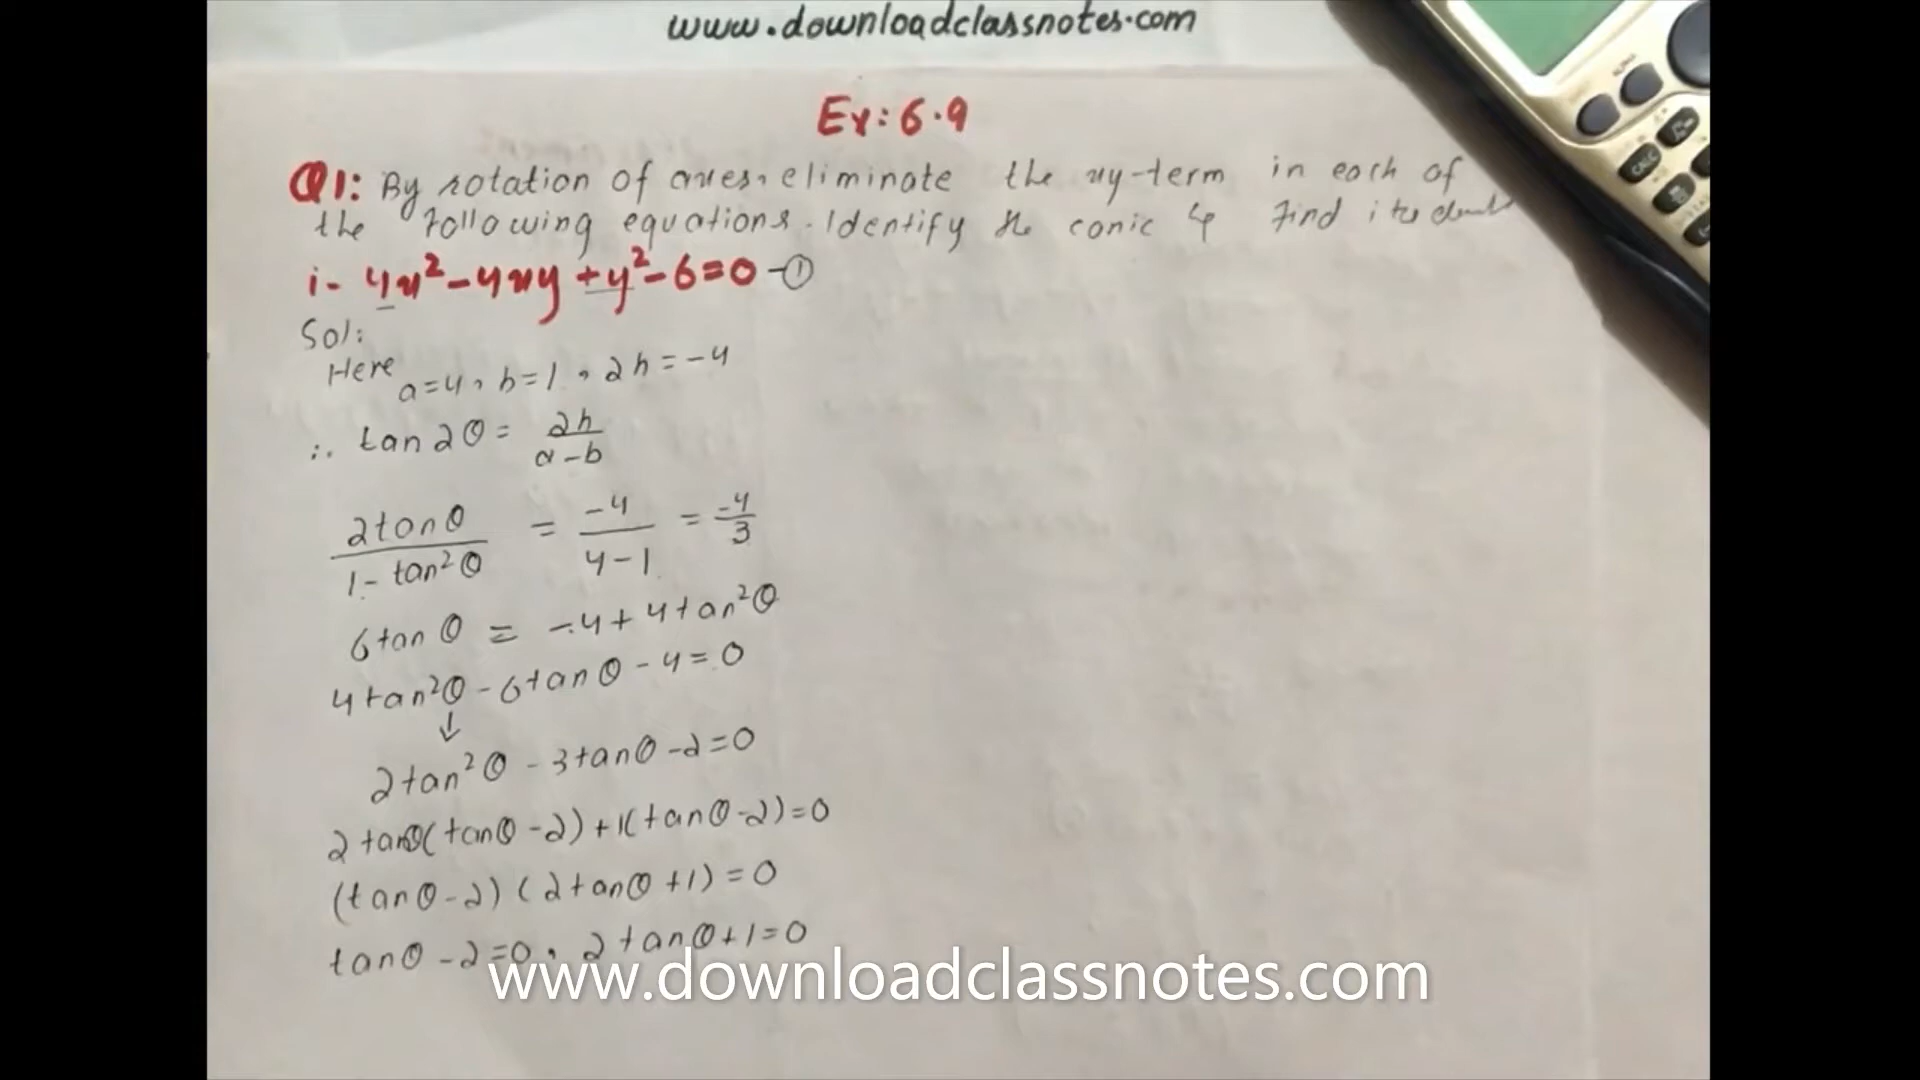 www.downloadclassnotes.com
Ex: 6.9
Q1: By rotation of axes, eliminate the xy-term in each of
the following equations. Identify the conic & find its
i- 4x² - 4xy + y² - 6 = 0 - ①
Sol:
Here a=4, b=1, 2h=-4
∴ tan2θ = 2h/a-b
2tanθ/1-tan²θ = -4/4-1 = -4/3
6tanθ = -4+4tan²θ
4tan²θ - 6tanθ - 4 = 0
↓
2tan²θ - 3tanθ - 2 = 0
2tanθ(tanθ-2)+1(tanθ-2)=0
(tanθ-2)(2tanθ+1)=0
tanθ-2=0, 2tanθ+1=0
www.downloadclassnotes.com